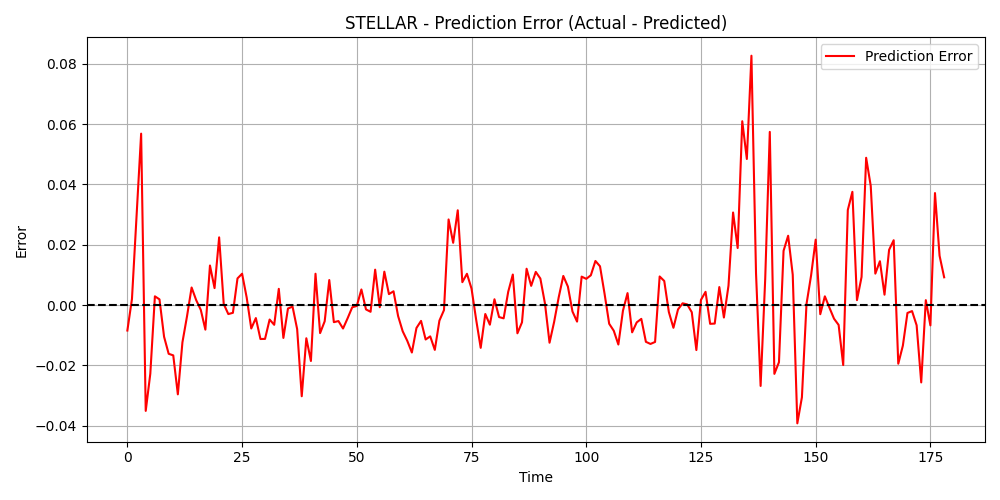 STELLAR - Prediction Error (Actual - Predicted)
Prediction Error
Error
0.08
0.06
0.04
0.02
0.00
−0.02
−0.04
0 25 50 75 100 125 150 175
Time